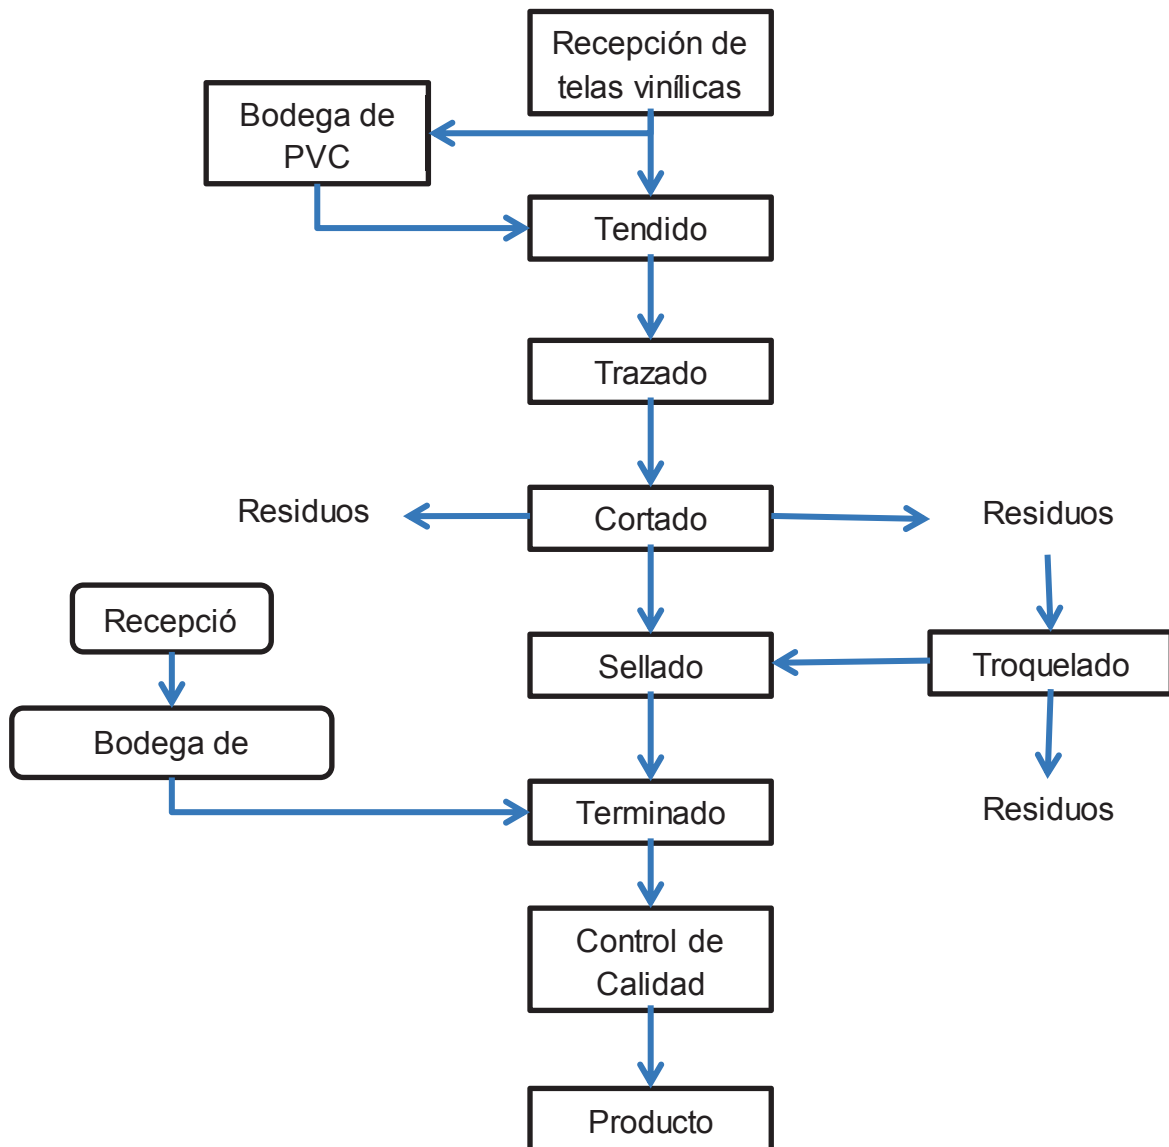 Recepción de
telas vinílicas
Bodega de
PVC
Tendido
Trazado
Residuos
Cortado
Residuos
Recepció
Sellado
Troquelado
Bodega de
Terminado
Residuos
Control de
Calidad
Producto